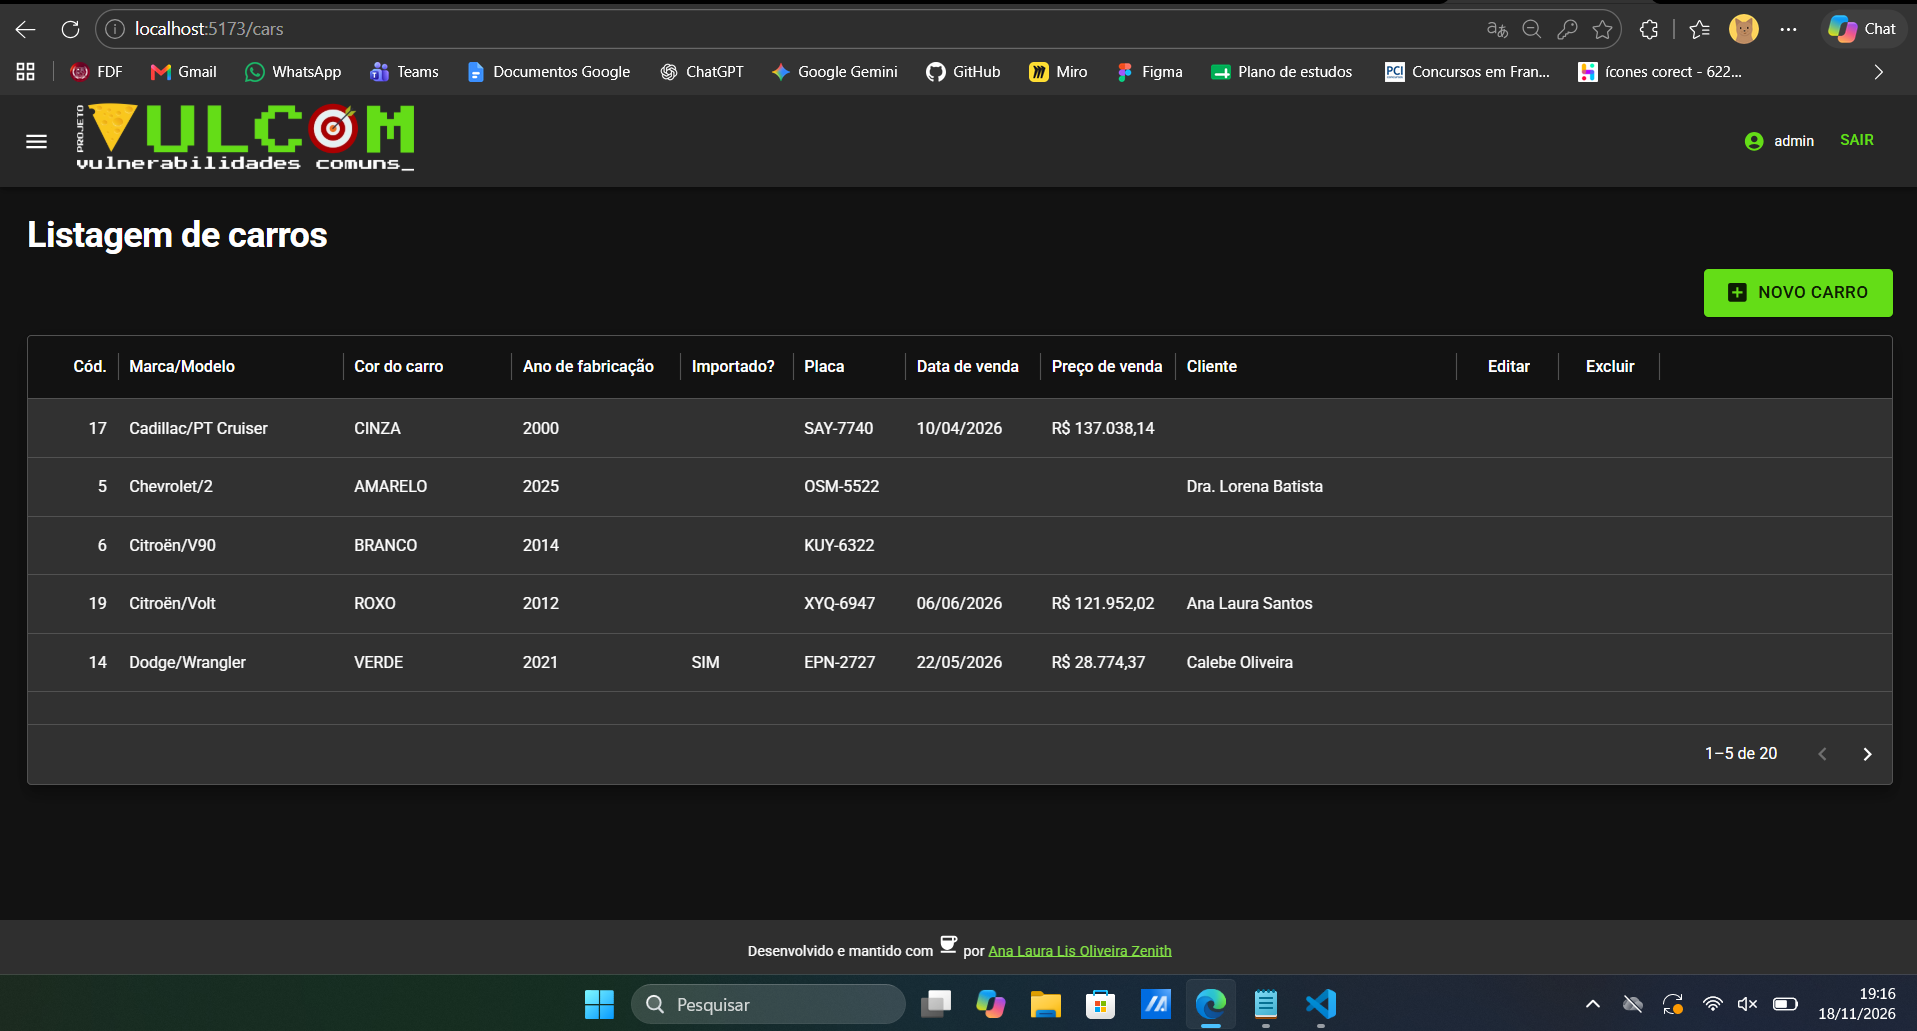 localhost:5173/cars
Chat
FDF
Gmail
WhatsApp
Teams
Documentos Google
ChatGPT
Google Gemini
GitHub
Miro
Figma
Plano de estudos
PCI Concursos em Fran...
ícones corect - 622...
PROJETO
VULCOM
vulnerabilidades comuns_
admin
SAIR
Listagem de carros
NOVO CARRO
Cód. Marca/Modelo Cor do carro Ano de fabricação Importado? Placa Data de venda Preço de venda Cliente Editar Excluir
17 Cadillac/PT Cruiser CINZA 2000 SAY-7740 10/04/2026 R$ 137.038,14
5 Chevrolet/2 AMARELO 2025 OSM-5522 Dra. Lorena Batista
6 Citroën/V90 BRANCO 2014 KUY-6322
19 Citroën/Volt ROXO 2012 XYQ-6947 06/06/2026 R$ 121.952,02 Ana Laura Santos
14 Dodge/Wrangler VERDE 2021 SIM EPN-2727 22/05/2026 R$ 28.774,37 Calebe Oliveira
1–5 de 20
Desenvolvido e mantido com por Ana Laura Lis Oliveira Zenith
Pesquisar
19:16
18/11/2026